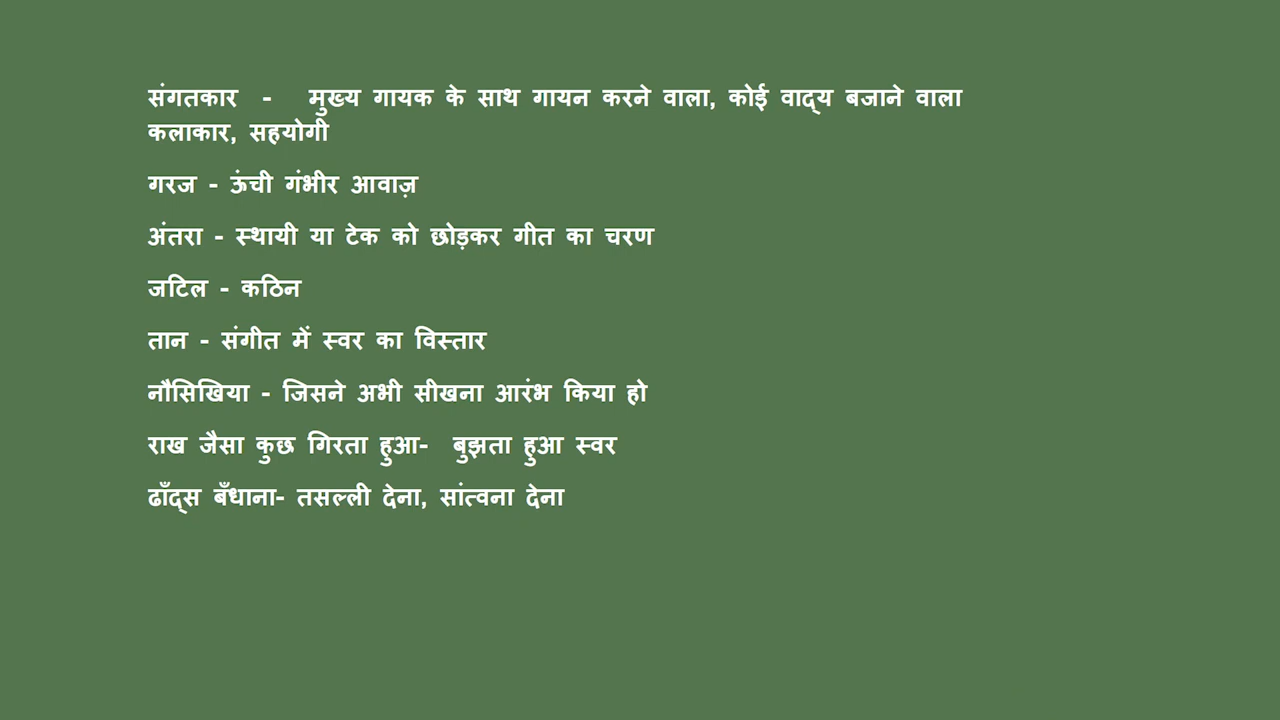 संगतकार - मुख्य गायक के साथ गायन करने वाला, कोई वाद्य बजाने वाला
कलाकार, सहयोगी
गरज - ऊंची गंभीर आवाज़
अंतरा - स्थायी या टेक को छोड़कर गीत का चरण
जटिल - कठिन
तान - संगीत में स्वर का विस्तार
नौसिखिया - जिसने अभी सीखना आरंभ किया हो
राख जैसा कुछ गिरता हुआ- बुझता हुआ स्वर
ढाँद्स बँधाना- तसल्ली देना, सांत्वना देना